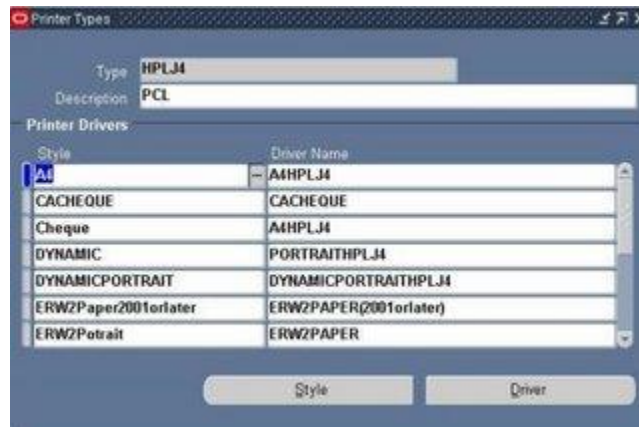 Printer Types
Type HPLJ4
Description PCL
Printer Drivers
Style Driver Name
A4 A4HPLJ4
CACHEQUE CACHEQUE
Cheque A4HPLJ4
DYNAMIC PORTRAITHPLJ4
DYNAMICPORTRAIT DYNAMICPORTRAITHPLJ4
ERW2Paper2001orlater ERW2PAPER(2001orlater)
ERW2Potrait ERW2PAPER
Style Driver